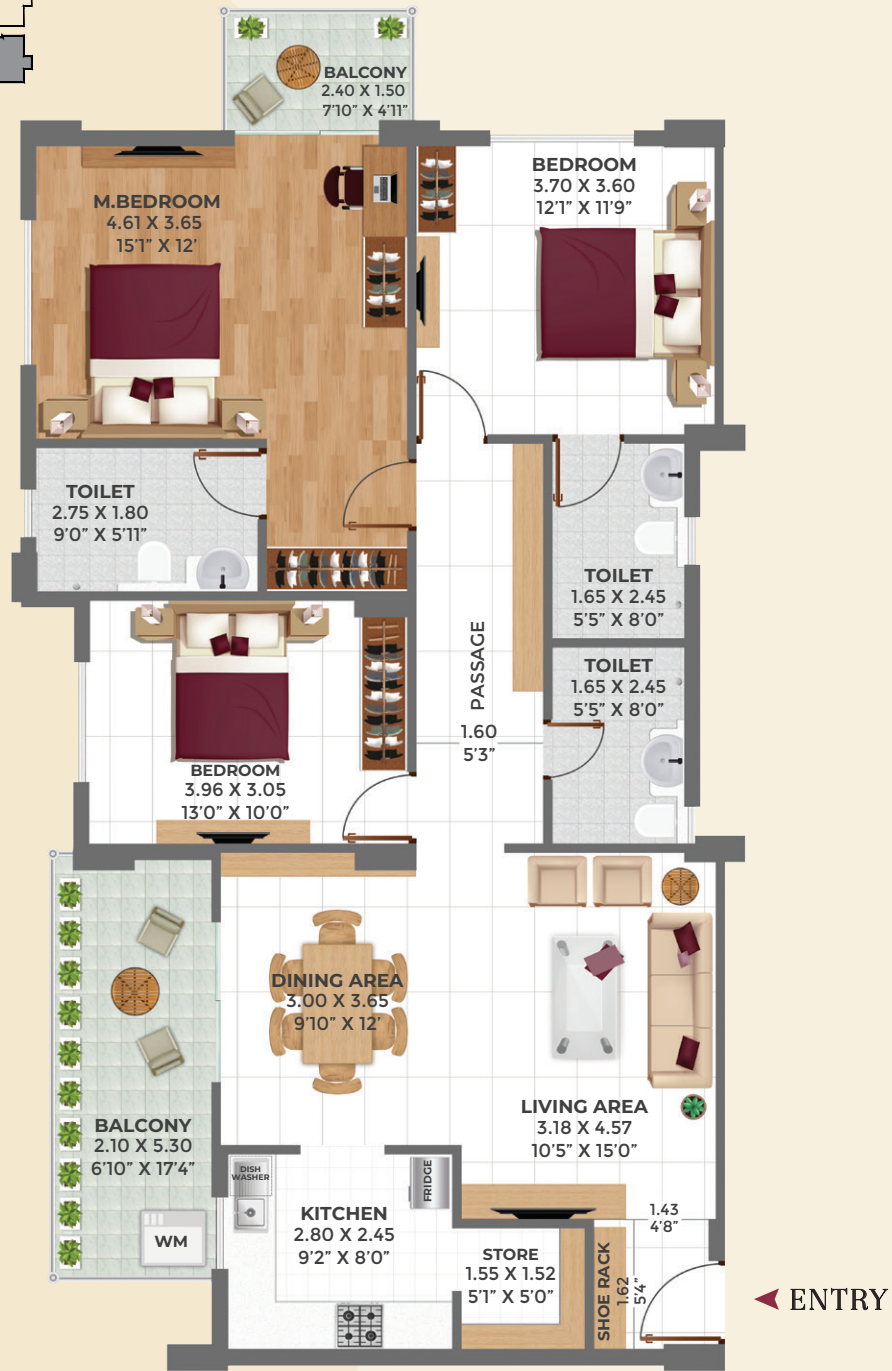 BALCONY
2.40 X 1.50
7'10” X 4'11”
M.BEDROOM
4.61 X 3.65
15'1” X 12'
BEDROOM
3.70 X 3.60
12'1” X 11'9”
TOILET
2.75 X 1.80
9'0” X 5'11”
TOILET
1.65 X 2.45
5'5” X 8'0”
PASSAGE
1.60
5'3”
TOILET
1.65 X 2.45
5'5” X 8'0”
BEDROOM
3.96 X 3.05
13'0” X 10'0”
DINING AREA
3.00 X 3.65
9'10” X 12'
LIVING AREA
3.18 X 4.57
10'5” X 15'0”
BALCONY
2.10 X 5.30
6'10” X 17'4”
WM
DISH
WASHER
FRIDGE
KITCHEN
2.80 X 2.45
9'2” X 8'0”
STORE
1.55 X 1.52
5'1” X 5'0”
1.43
4'8”
SHOE RACK
1.62
5'4”
ENTRY